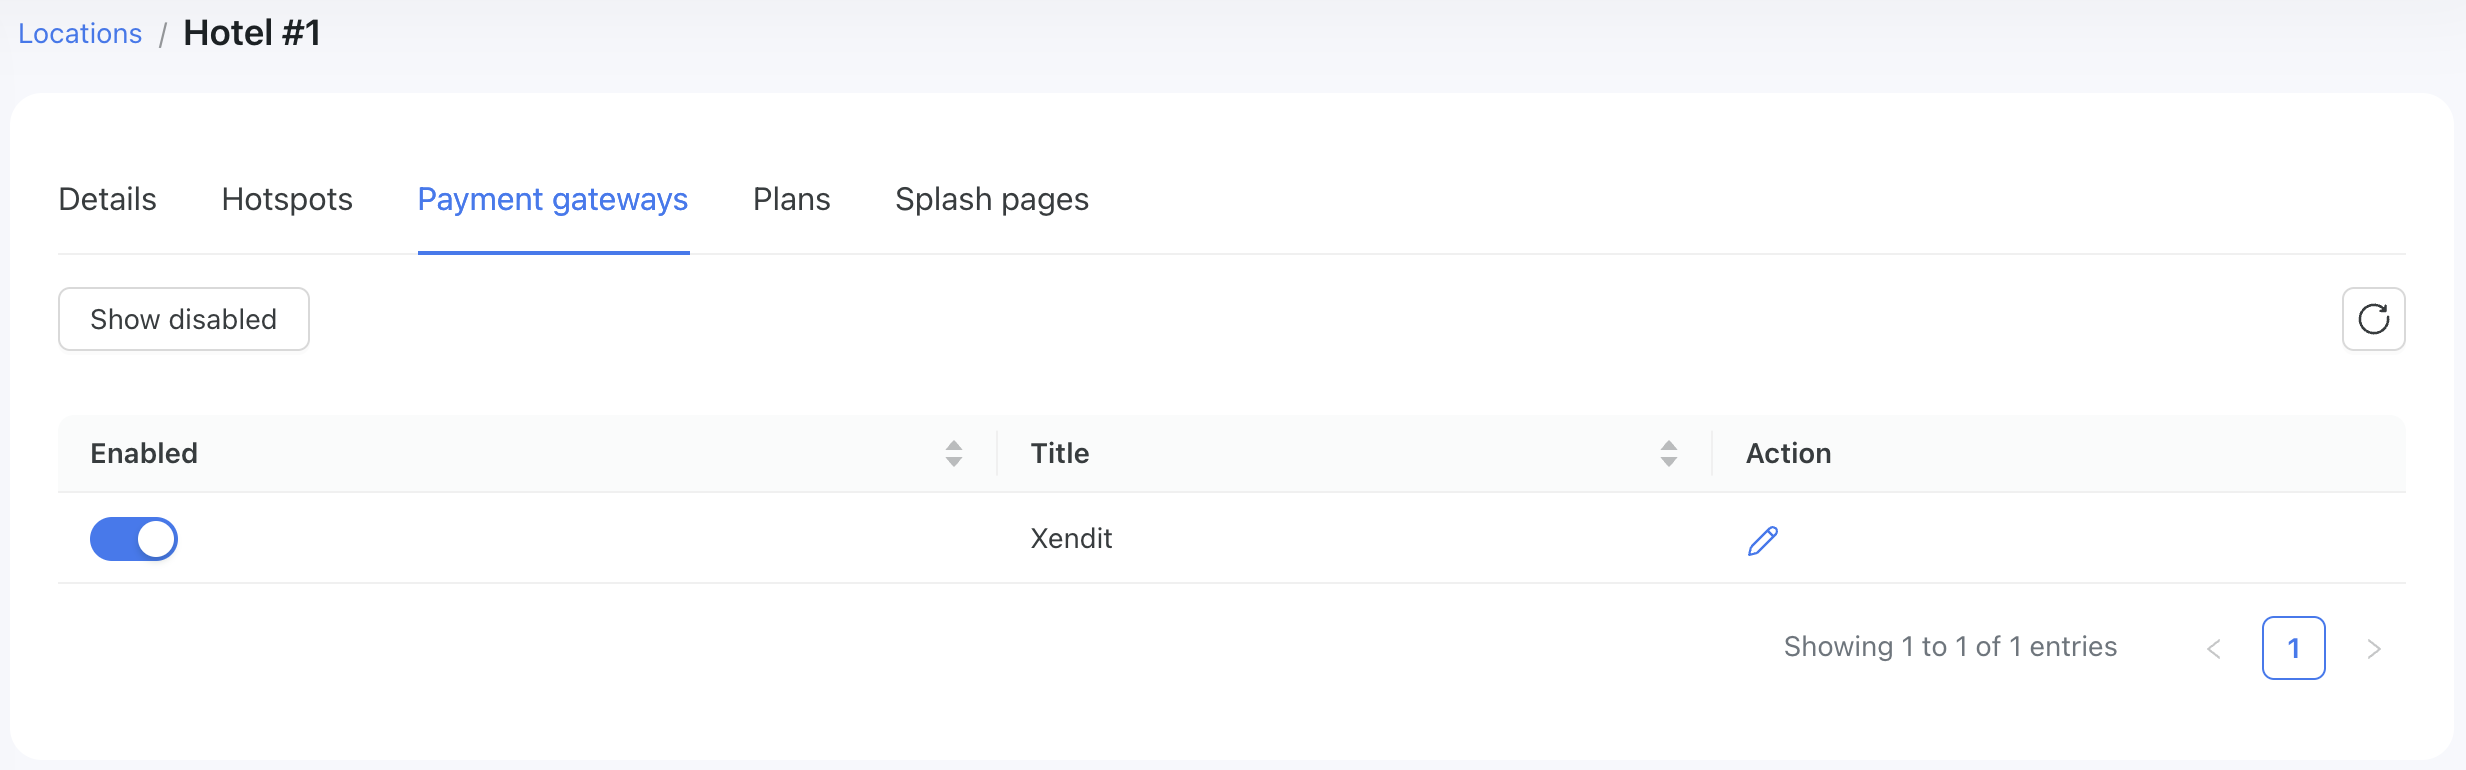 Locations / Hotel #1
Details Hotspots Payment gateways Plans Splash pages
Show disabled
Enabled Title Action
Xendit
Showing 1 to 1 of 1 entries < 1 >